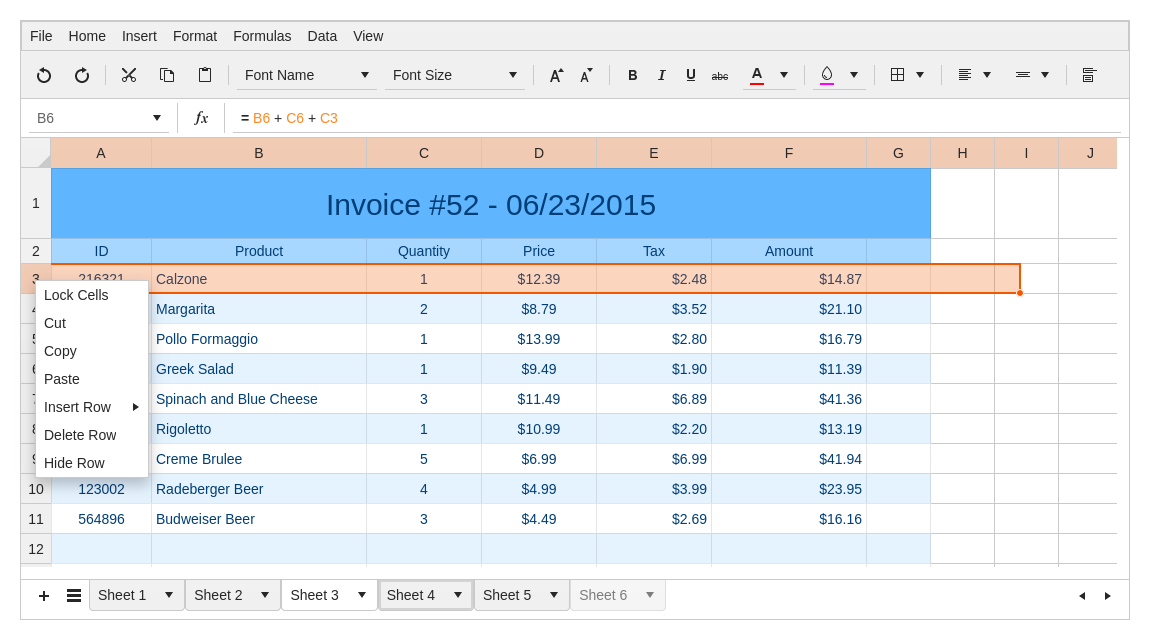 File Home Insert Format Formulas Data View
Font Name Font Size A A B I U abc A
B6 fx = B6 + C6 + C3
A B C D E F G H I J
1 Invoice #52 - 06/23/2015
2 ID Product Quantity Price Tax Amount
3 216321 Calzone 1 $12.39 $2.48 $14.87
Lock Cells
4 Margarita 2 $8.79 $3.52 $21.10
Cut
5 Pollo Formaggio 1 $13.99 $2.80 $16.79
Copy
6 Greek Salad 1 $9.49 $1.90 $11.39
Paste
7 Spinach and Blue Cheese 3 $11.49 $6.89 $41.36
Insert Row
8 Rigoletto 1 $10.99 $2.20 $13.19
Delete Row
9 Creme Brulee 5 $6.99 $6.99 $41.94
Hide Row
10 123002 Radeberger Beer 4 $4.99 $3.99 $23.95
11 564896 Budweiser Beer 3 $4.49 $2.69 $16.16
12
Sheet 1 Sheet 2 Sheet 3 Sheet 4 Sheet 5 Sheet 6